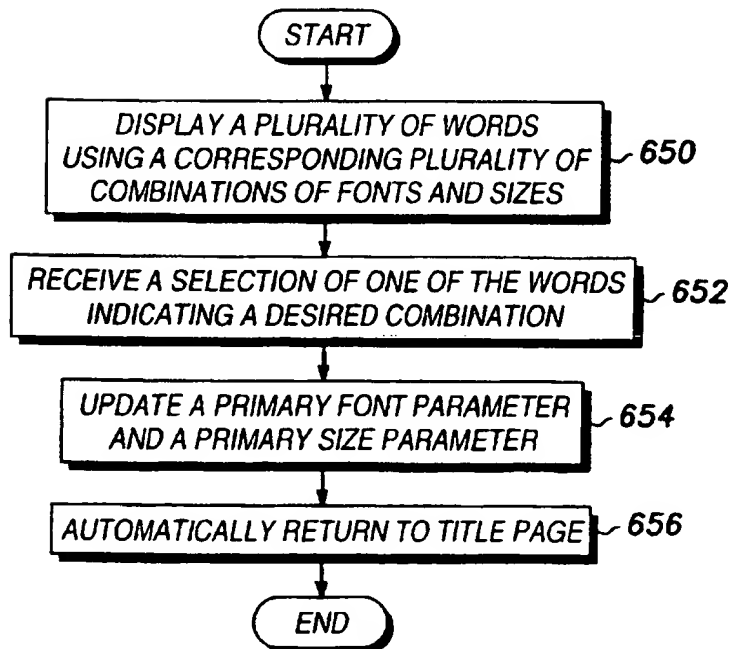 START
DISPLAY A PLURALITY OF WORDS
USING A CORRESPONDING PLURALITY OF
COMBINATIONS OF FONTS AND SIZES
650
RECEIVE A SELECTION OF ONE OF THE WORDS
INDICATING A DESIRED COMBINATION
652
UPDATE A PRIMARY FONT PARAMETER
AND A PRIMARY SIZE PARAMETER
654
AUTOMATICALLY RETURN TO TITLE PAGE
656
END